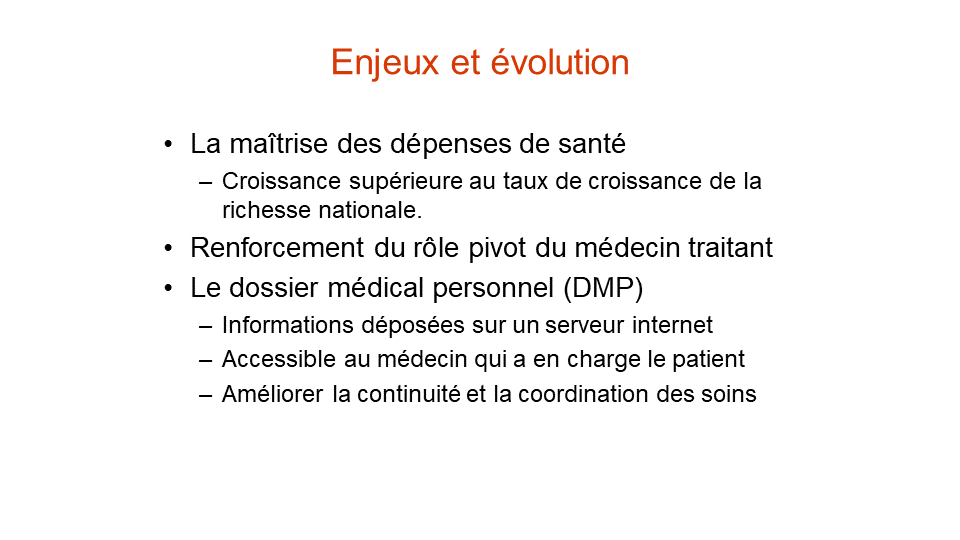 Enjeux et évolution
• La maîtrise des dépenses de santé
– Croissance supérieure au taux de croissance de la
richesse nationale.
• Renforcement du rôle pivot du médecin traitant
• Le dossier médical personnel (DMP)
– Informations déposées sur un serveur internet
– Accessible au médecin qui a en charge le patient
– Améliorer la continuité et la coordination des soins